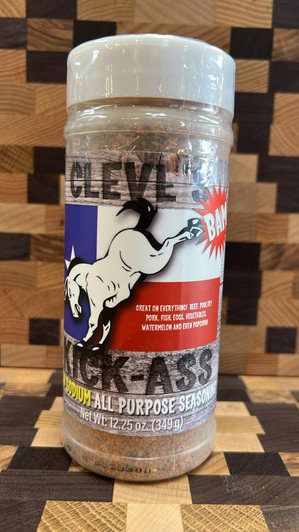 CLEVE'S
BAM
GREAT ON EVERYTHING! BEEF, POULTRY
PORK, FISH, EGGS, VEGETABLES,
WATERMELON AND EVEN POPCORN!
KICK-ASS
SODIUM ALL PURPOSE SEASONING
Net Wt: 12.25 oz. (349g)